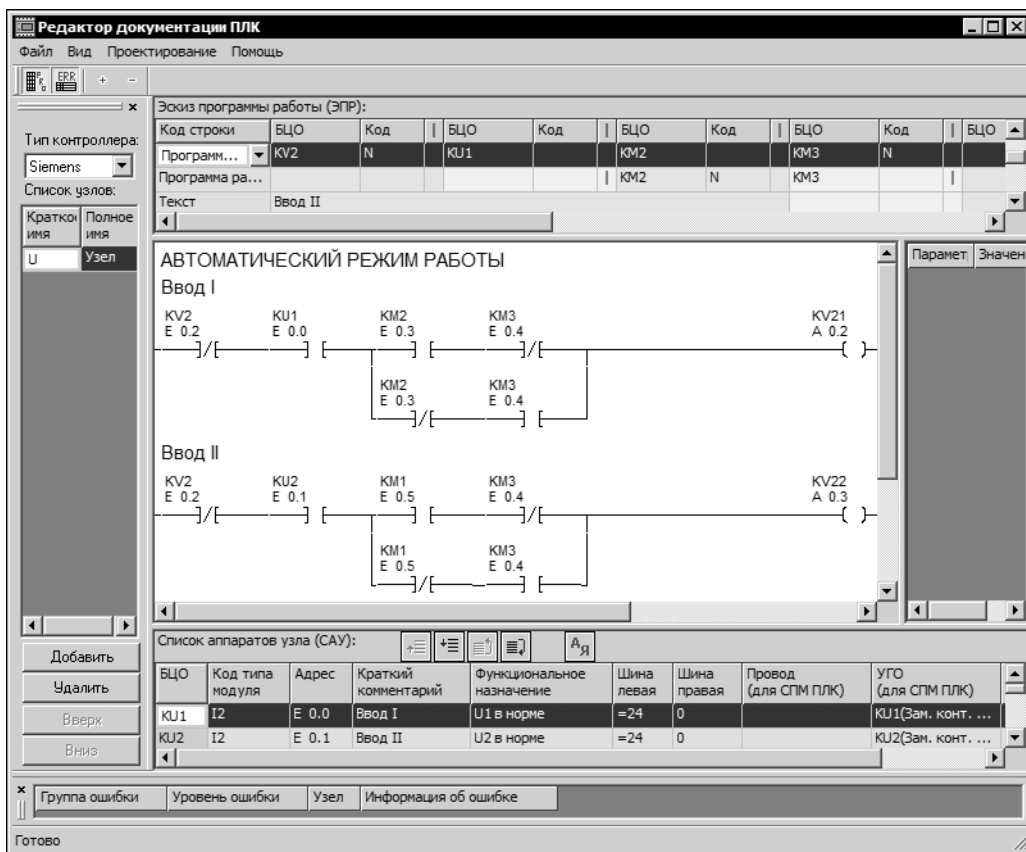 Редактор документации ПЛК
Файл Вид Проектирование Помощь
ERR + -
Тип контроллера:
Siemens
Список узлов:
Кратко Полное
имя имя
U Узел
Добавить
Удалить
Вверх
Вниз
Эскиз программы работы (ЭПР):
Код строки БЦО Код | БЦО Код | БЦО Код | БЦО Код | БЦО
Программ... KV2 N KU1 KM2 KM3 N
Программа ра... | KM2 N KM3 |
Текст Ввод II
АВТОМАТИЧЕСКИЙ РЕЖИМ РАБОТЫ
Ввод I
KV2 KU1 KM2 KM3 KV21
E 0.2 E 0.0 E 0.3 E 0.4 A 0.2
KM2 KM3
E 0.3 E 0.4
Ввод II
KV2 KU2 KM1 KM3 KV22
E 0.2 E 0.1 E 0.5 E 0.4 A 0.3
KM1 KM3
E 0.5 E 0.4
Парамет Значен
Список аппаратов узла (САУ):
Ая
БЦО Код типа Адрес Краткий Функциональное Шина Шина Провод УГО
модуля комментарий назначение левая правая (для СПМ ПЛК) (для СПМ ПЛК)
KU1 I2 E 0.0 Ввод I U1 в норме =24 0 KU1(Зам. конт. ...
KU2 I2 E 0.1 Ввод II U2 в норме =24 0 KU2(Зам. конт. ...
Группа ошибки Уровень ошибки Узел Информация об ошибке
Готово